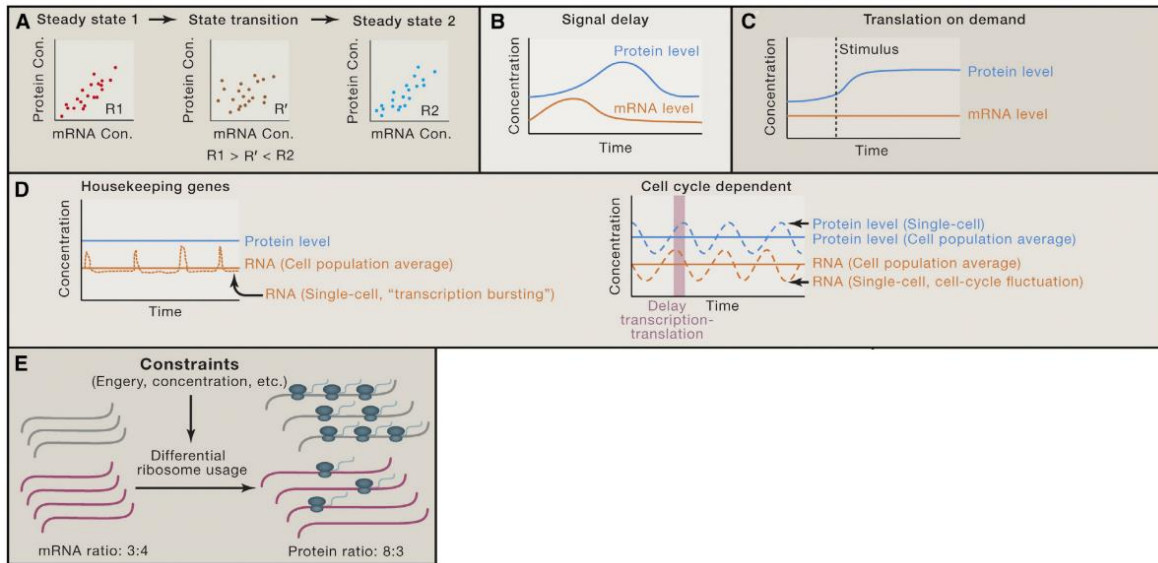 A
Steady state 1
State transition
Steady state 2
Protein Con.
R1
mRNA Con.
Protein Con.
R′
mRNA Con.
Protein Con.
R2
mRNA Con.
R1 > R′ < R2
B
Signal delay
Concentration
Protein level
mRNA level
Time
C
Translation on demand
Concentration
Stimulus
Protein level
mRNA level
Time
D
Housekeeping genes
Concentration
Protein level
RNA (Cell population average)
RNA (Single-cell, “transcription bursting”)
Time
Cell cycle dependent
Concentration
Protein level (Single-cell)
Protein level (Cell population average)
RNA (Cell population average)
RNA (Single-cell, cell-cycle fluctuation)
Time
Delay
transcription-
translation
E
Constraints
(Engery, concentration, etc.)
Differential
ribosome usage
mRNA ratio: 3:4
Protein ratio: 8:3